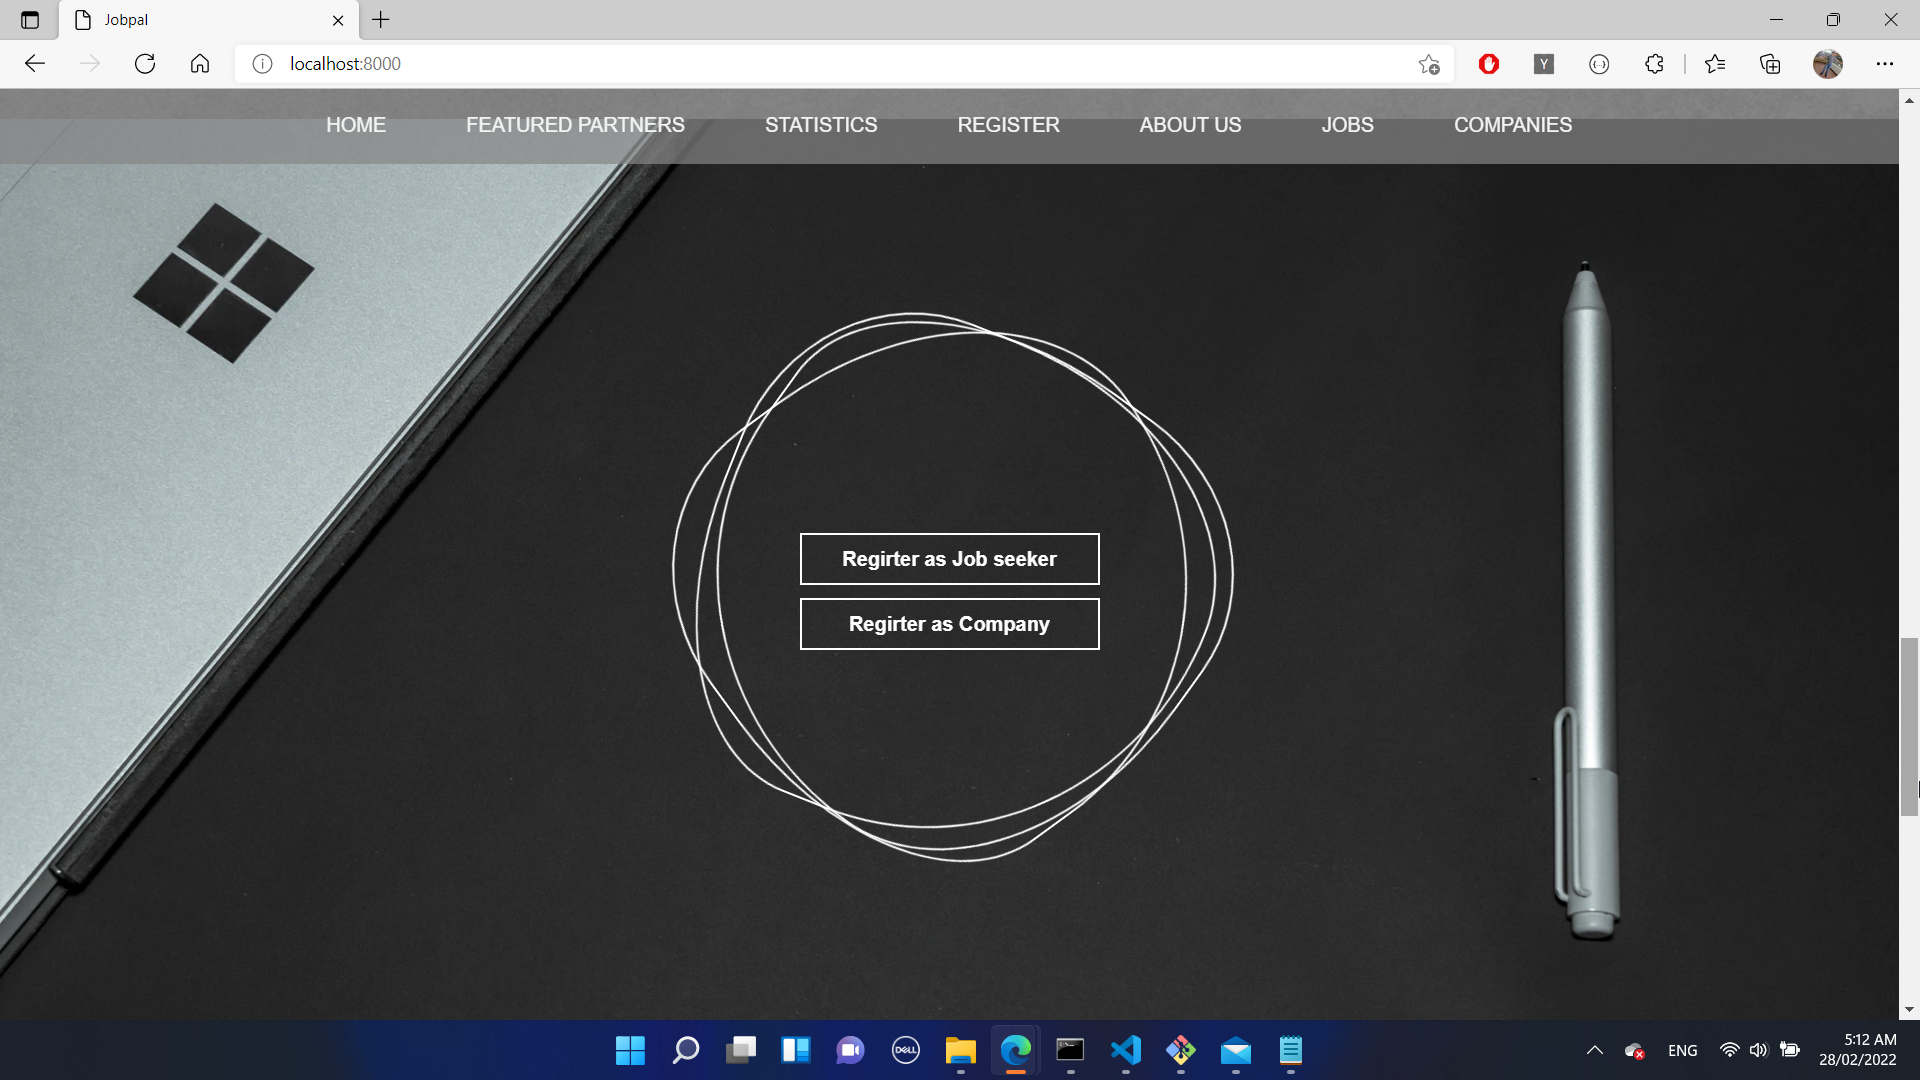 Jobpal
localhost:8000
Y
HOME FEATURED PARTNERS STATISTICS REGISTER ABOUT US JOBS COMPANIES
Regirter as Job seeker
Regirter as Company
DELL
ENG
5:12 AM
28/02/2022